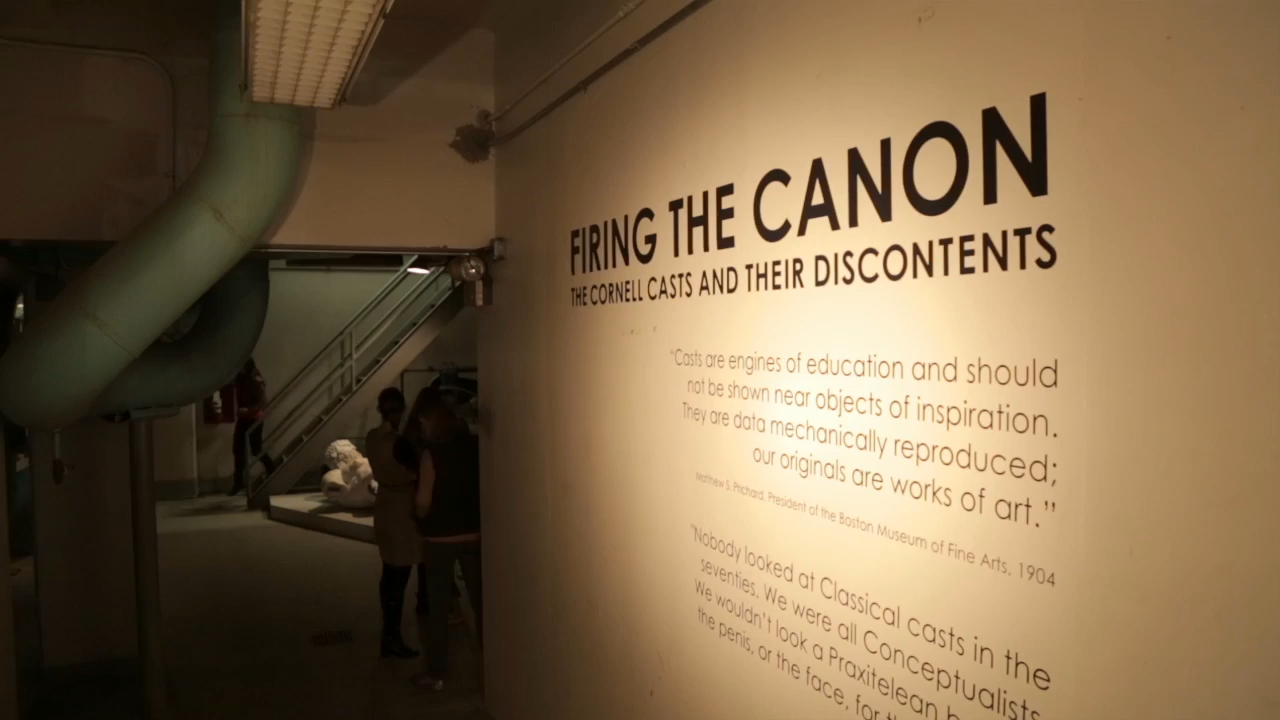 FIRING THE CANON
THE CORNELL CASTS AND THEIR DISCONTENTS
"Casts are engines of education and should
not be shown near objects of inspiration.
They are data mechanically reproduced;
our originals are works of art."
Matthew S. Prichard, President of the Boston Museum of Fine Arts, 1904
"Nobody looked at Classical casts in the
seventies. We were all Conceptualists
We wouldn't look a Praxitelean
the penis, or the face, for